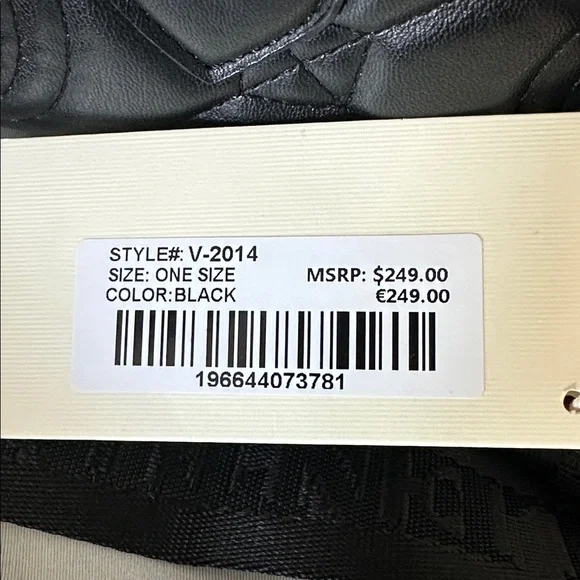 STYLE#: V-2014
SIZE: ONE SIZE MSRP: $249.00
COLOR:BLACK €249.00
196644073781